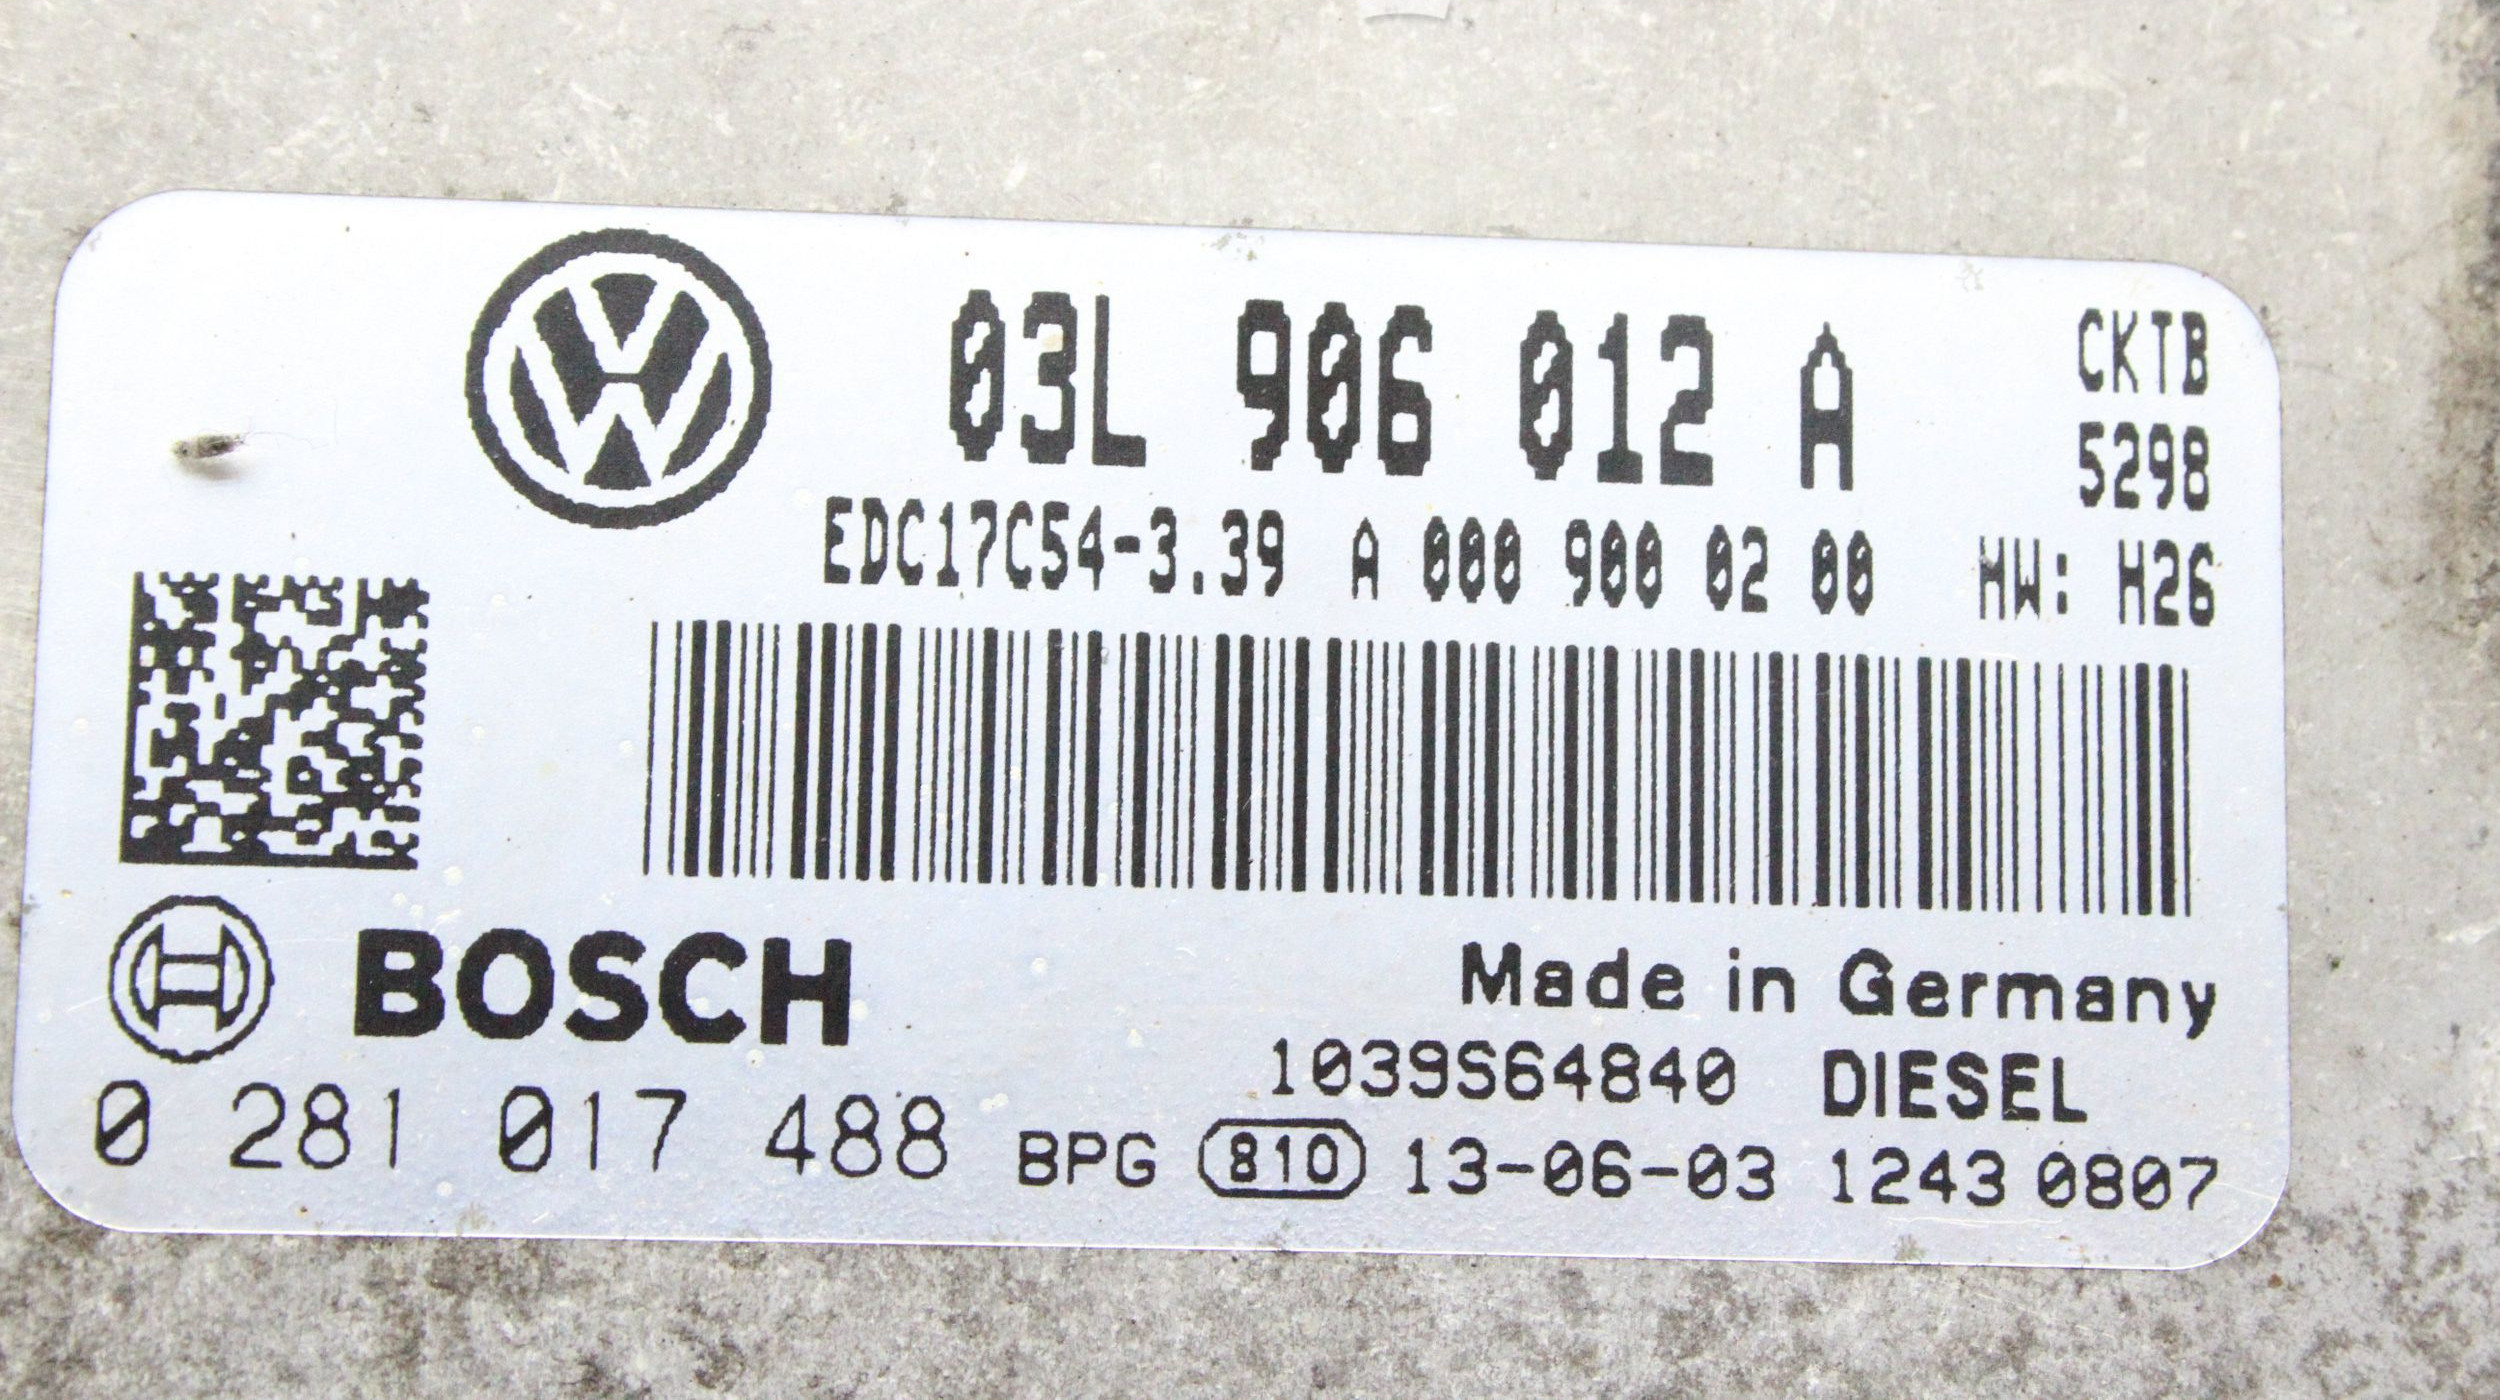 03L 906 012 A CKTB
5298
EDC17C54-3.39 A 000 900 02 00 HW: H26
BOSCH Made in Germany
1039S64840 DIESEL
0 281 017 488 BPG 810 13-06-03 1243 0807